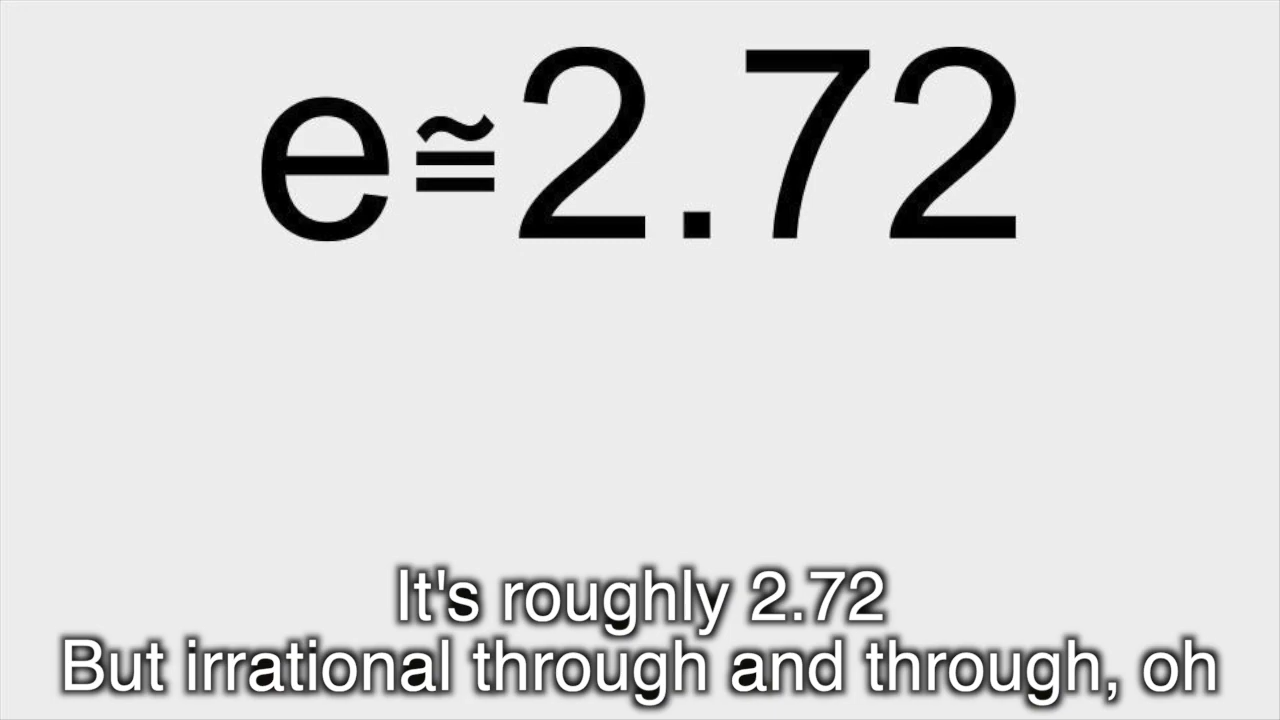 e≅2.72
It's roughly 2.72
But irrational through and through, oh